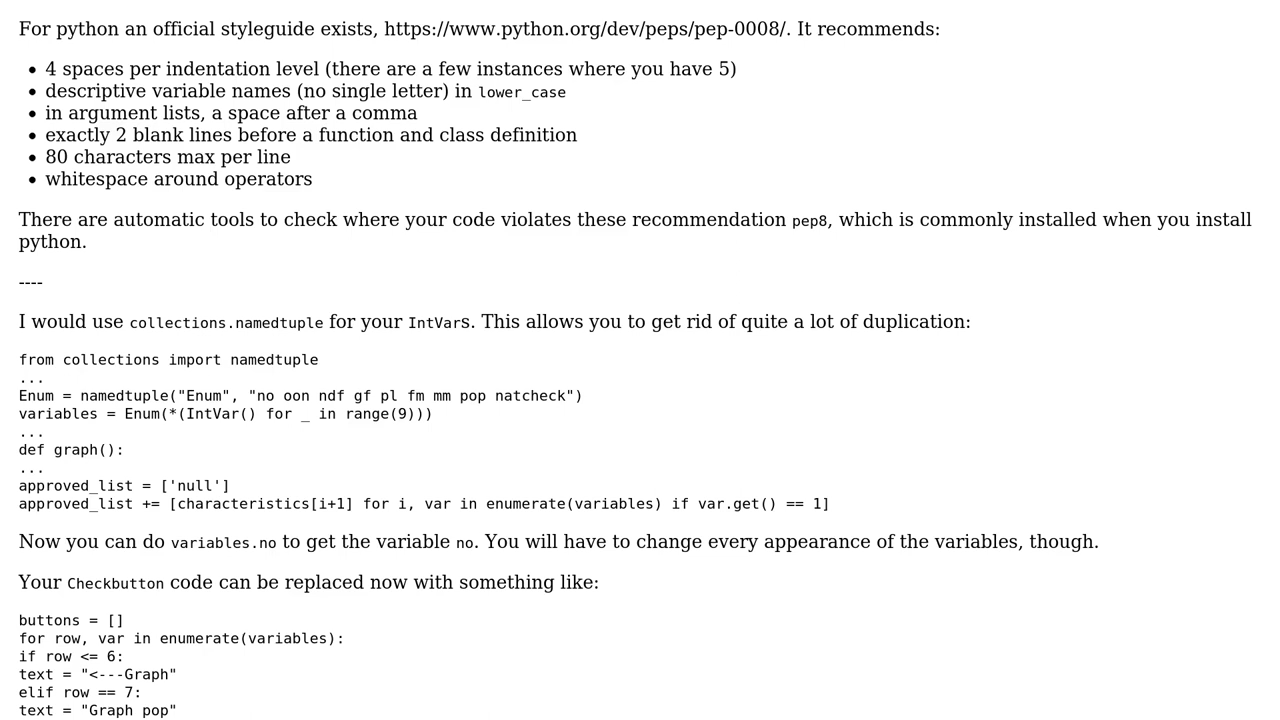 For python an official styleguide exists, https://www.python.org/dev/peps/pep-0008/. It recommends:
• 4 spaces per indentation level (there are a few instances where you have 5)
• descriptive variable names (no single letter) in lower_case
• in argument lists, a space after a comma
• exactly 2 blank lines before a function and class definition
• 80 characters max per line
• whitespace around operators
There are automatic tools to check where your code violates these recommendation pep8, which is commonly installed when you install
python.
----
I would use collections.namedtuple for your IntVars. This allows you to get rid of quite a lot of duplication:
from collections import namedtuple
...
Enum = namedtuple("Enum", "no oon ndf gf pl fm mm pop natcheck")
variables = Enum(*(IntVar() for _ in range(9)))
...
def graph():
...
approved_list = ['null']
approved_list += [characteristics[i+1] for i, var in enumerate(variables) if var.get() == 1]
Now you can do variables.no to get the variable no. You will have to change every appearance of the variables, though.
Your Checkbutton code can be replaced now with something like:
buttons = []
for row, var in enumerate(variables):
if row <= 6:
text = "<---Graph"
elif row == 7:
text = "Graph pop"